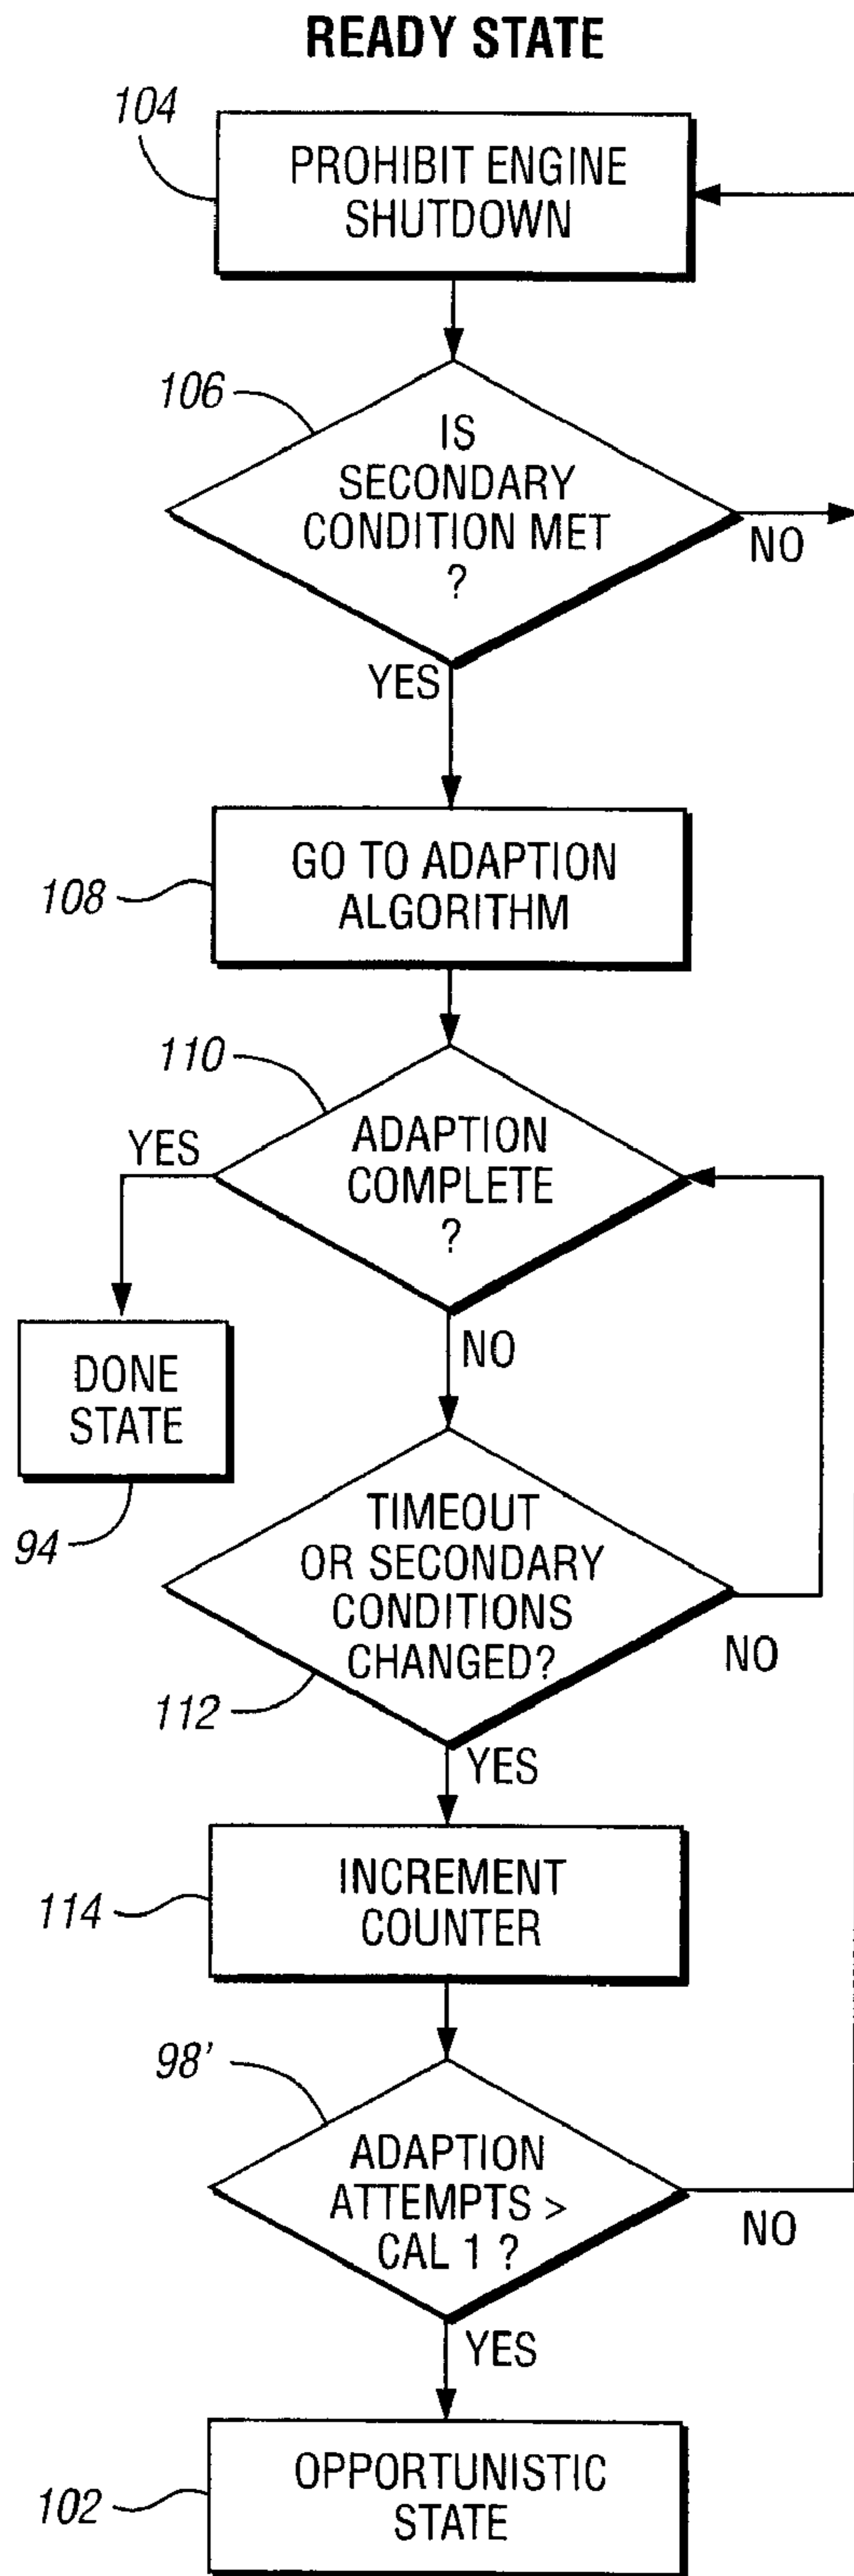 READY STATE
104
PROHIBIT ENGINE
SHUTDOWN
106
IS
SECONDARY
CONDITION MET
?
NO
YES
108
GO TO ADAPTION
ALGORITHM
110
YES
ADAPTION
COMPLETE
?
NO
DONE
STATE
94
TIMEOUT
OR SECONDARY
CONDITIONS
CHANGED?
NO
112
YES
114
INCREMENT
COUNTER
98'
ADAPTION
ATTEMPTS >
CAL 1 ?
NO
YES
102
OPPORTUNISTIC
STATE